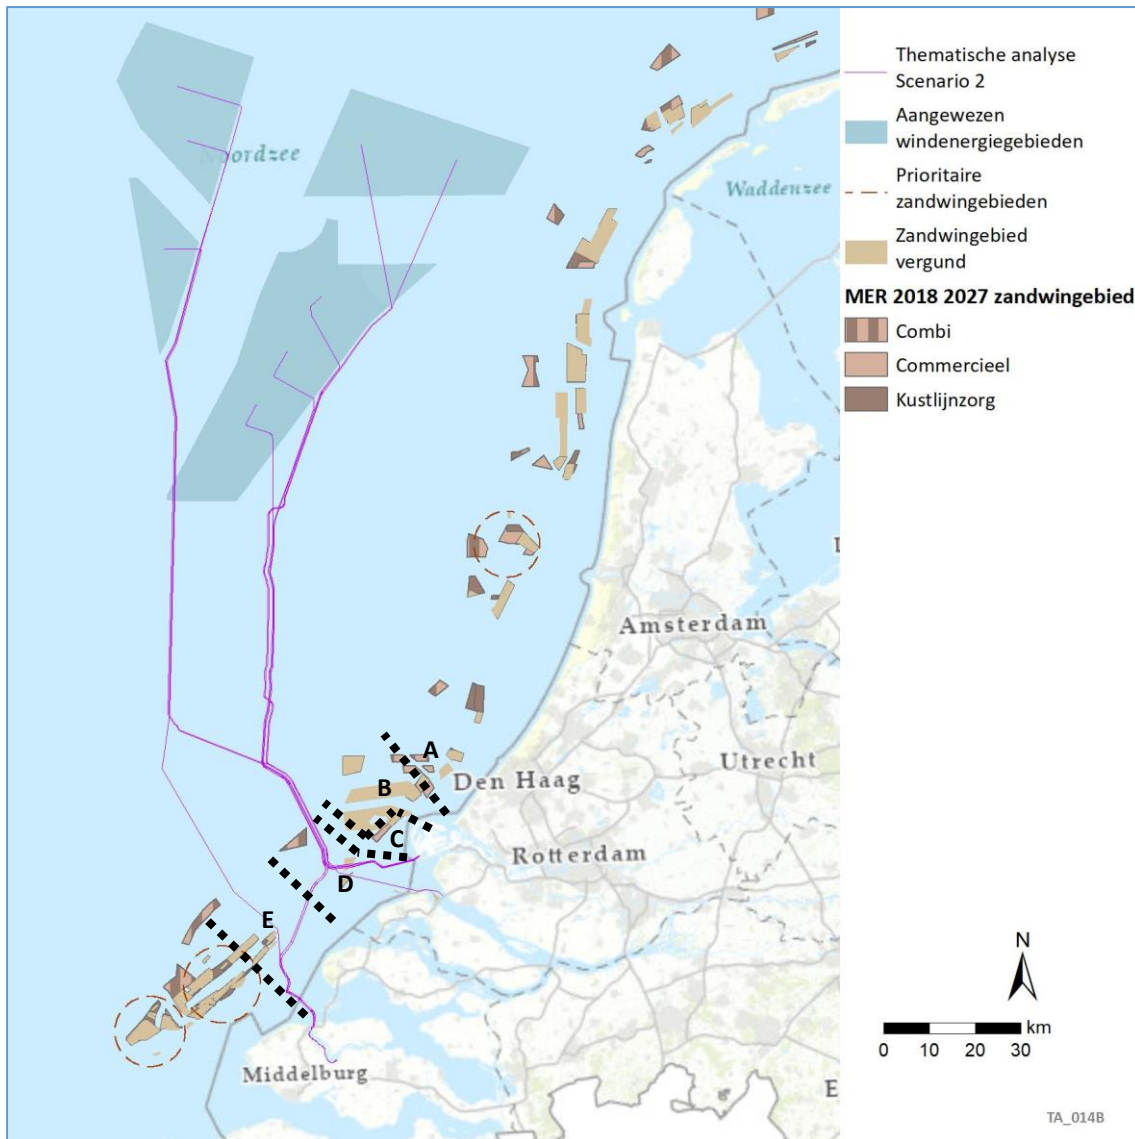 Noordzee
Waddenzee
Amsterdam
Utrecht
A
B
Den Haag
C
Rotterdam
D
E
Middelburg
E
Thematische analyse
Scenario 2
Aangewezen
windenergiegebieden
Prioritaire
zandwingebieden
Zandwingebied
vergund
MER 2018 2027 zandwingebied
Combi
Commercieel
Kustlijnzorg
N
km
0 10 20 30
TA_014B